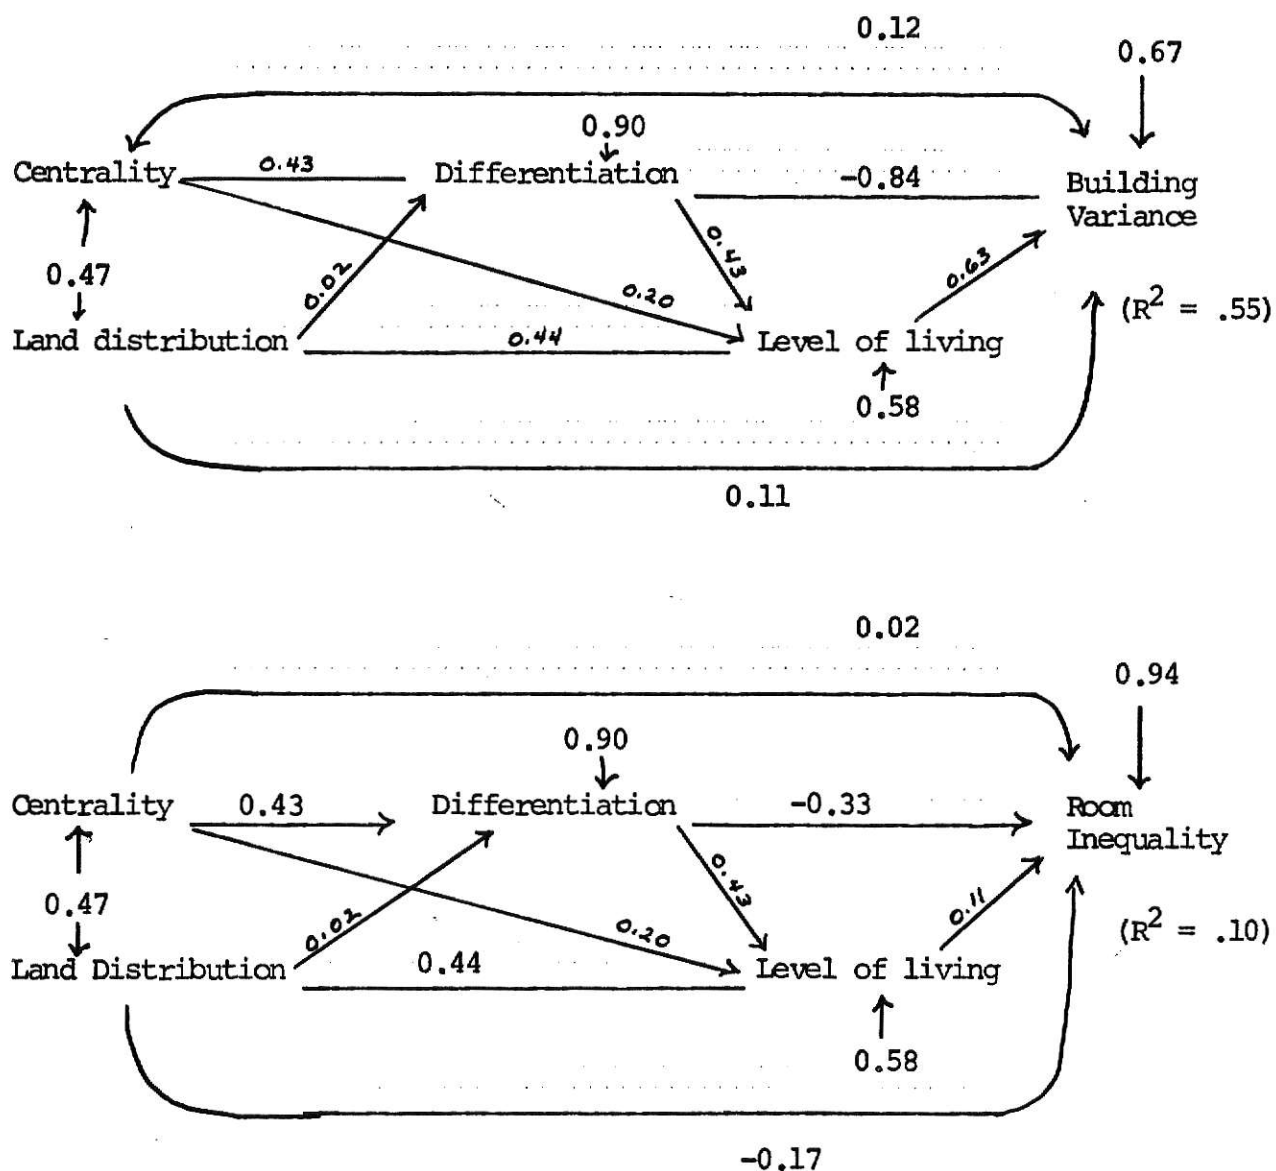 0.12
0.67
0.90
Centrality 0.43 Differentiation -0.84 Building
Variance
0.47 0.02 0.43 0.63
0.20
(R² = .55)
Land distribution 0.44 Level of living
0.58
0.11
0.02
0.94
0.90
Centrality 0.43 Differentiation -0.33 Room
Inequality
0.43
0.47 0.02 0.20 0.11
(R² = .10)
Land Distribution 0.44 Level of living
0.58
-0.17